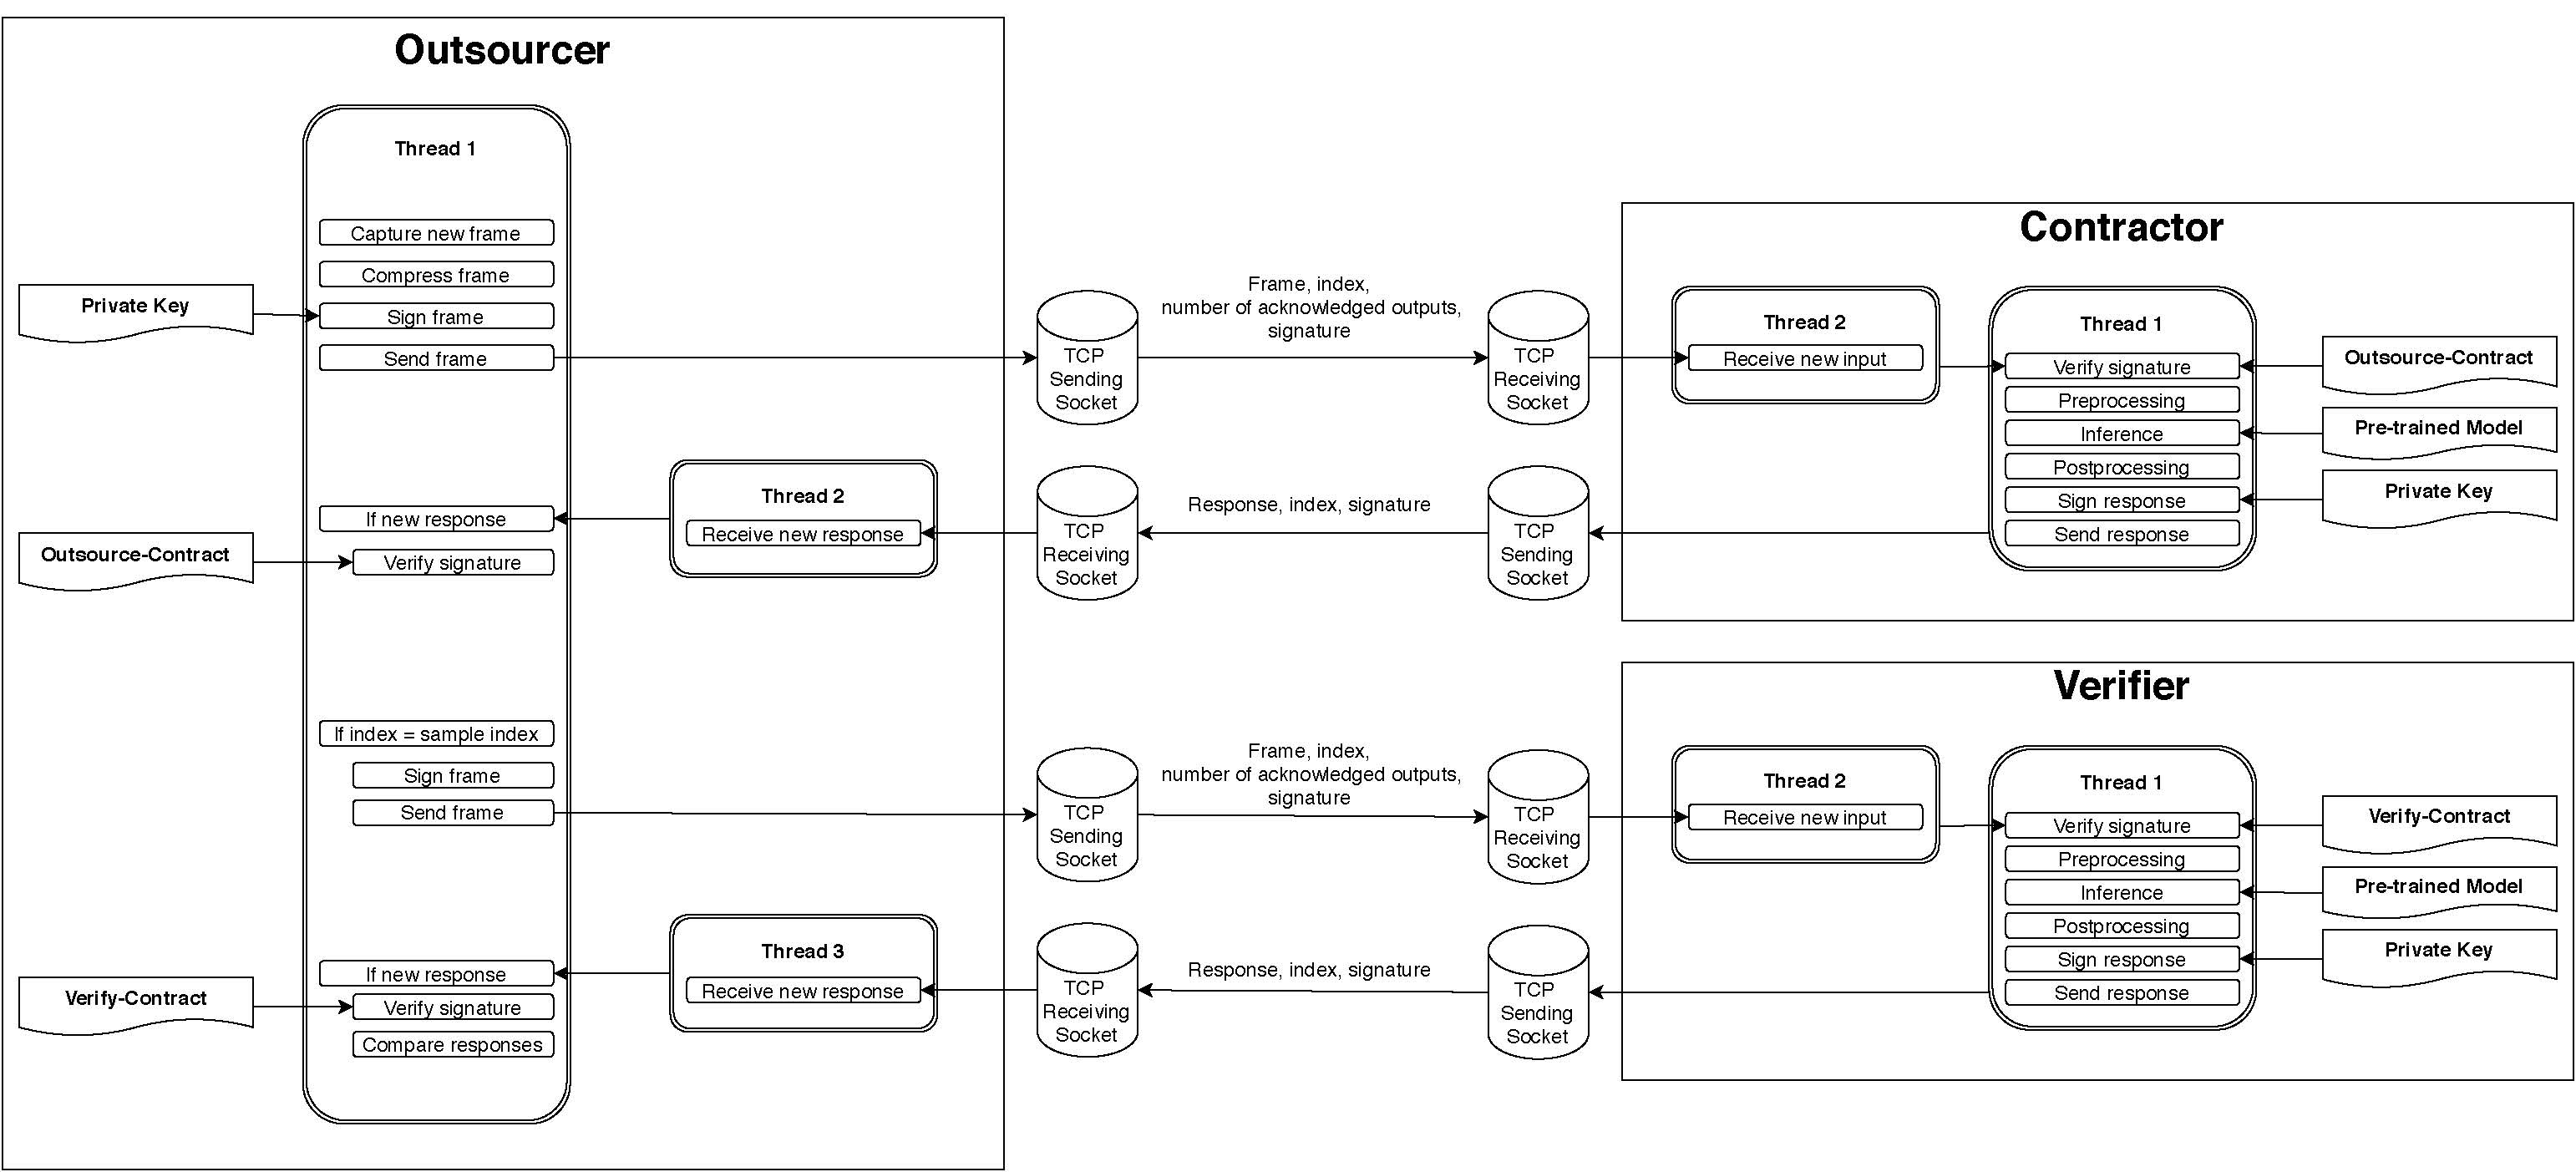 Outsourcer
Thread 1
Capture new frame
Compress frame
Private Key
Sign frame
Send frame
TCP
Sending
Socket
Frame, index,
number of acknowledged outputs,
signature
TCP
Receiving
Socket
Contractor
Thread 2
Receive new input
Thread 1
Verify signature
Preprocessing
Inference
Postprocessing
Sign response
Send response
Outsource-Contract
Pre-trained Model
Private Key
If new response
Outsource-Contract
Verify signature
Thread 2
Receive new response
TCP
Receiving
Socket
Response, index, signature
TCP
Sending
Socket
If index = sample index
Sign frame
Send frame
TCP
Sending
Socket
Frame, index,
number of acknowledged outputs,
signature
TCP
Receiving
Socket
Verifier
Thread 2
Receive new input
Thread 1
Verify signature
Preprocessing
Inference
Postprocessing
Sign response
Send response
Verify-Contract
Pre-trained Model
Private Key
If new response
Verify-Contract
Verify signature
Compare responses
Thread 3
Receive new response
TCP
Receiving
Socket
Response, index, signature
TCP
Sending
Socket